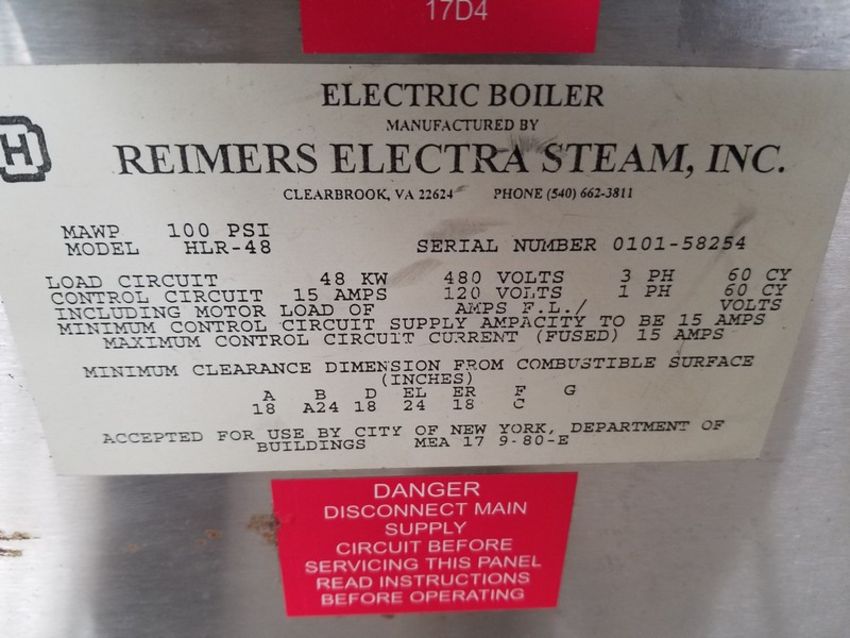 17D4
ELECTRIC BOILER
MANUFACTURED BY
H
REIMERS ELECTRA STEAM, INC.
CLEARBROOK, VA 22624 PHONE (540) 662-3811
MAWP 100 PSI
MODEL HLR-48 SERIAL NUMBER 0101-58254
LOAD CIRCUIT 48 KW 480 VOLTS 3 PH 60 CY
CONTROL CIRCUIT 15 AMPS 120 VOLTS 1 PH 60 CY
INCLUDING MOTOR LOAD OF AMPS F.L./ VOLTS
MINIMUM CONTROL CIRCUIT SUPPLY AMPACITY TO BE 15 AMPS
MAXIMUM CONTROL CIRCUIT CURRENT (FUSED) 15 AMPS
MINIMUM CLEARANCE DIMENSION FROM COMBUSTIBLE SURFACE
(INCHES)
A B D EL ER F G
18 A24 18 24 18 C
ACCEPTED FOR USE BY CITY OF NEW YORK, DEPARTMENT OF
BUILDINGS MEA 17 9-80-E
DANGER
DISCONNECT MAIN
SUPPLY
CIRCUIT BEFORE
SERVICING THIS PANEL
READ INSTRUCTIONS
BEFORE OPERATING